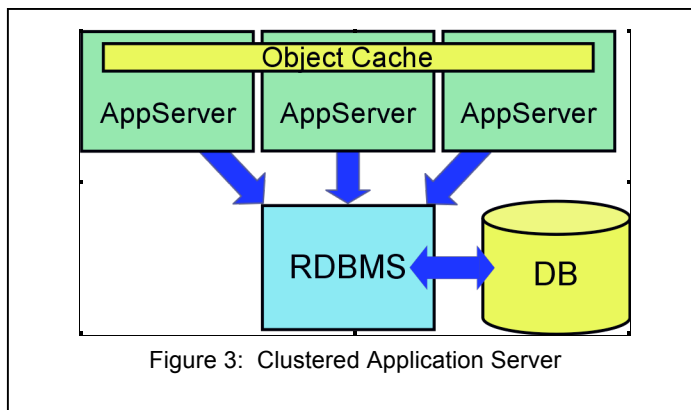 Object Cache
AppServer AppServer AppServer
RDBMS
DB
Figure 3: Clustered Application Server